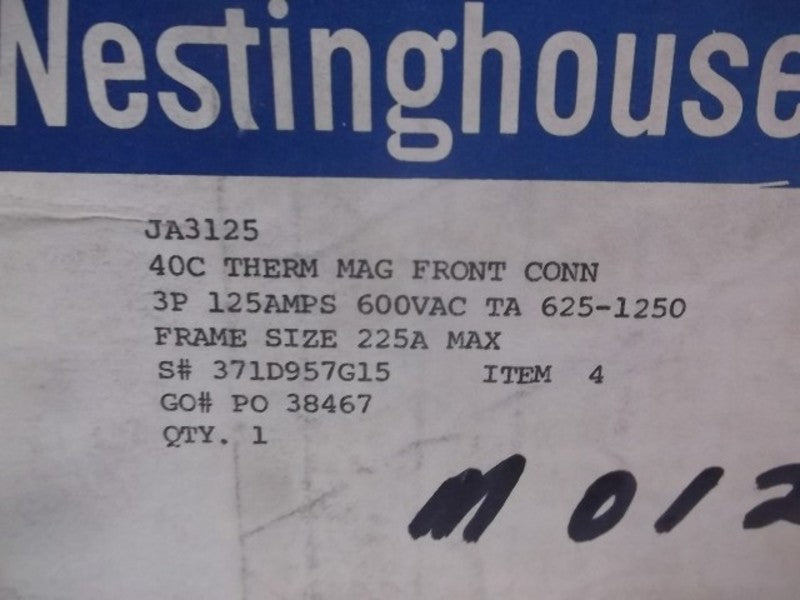 Westinghouse
JA3125
40C THERM MAG FRONT CONN
3P 125AMPS 600VAC TA 625-1250
FRAME SIZE 225A MAX
S# 371D957G15 ITEM 4
GO# PO 38467
QTY. 1
M 012